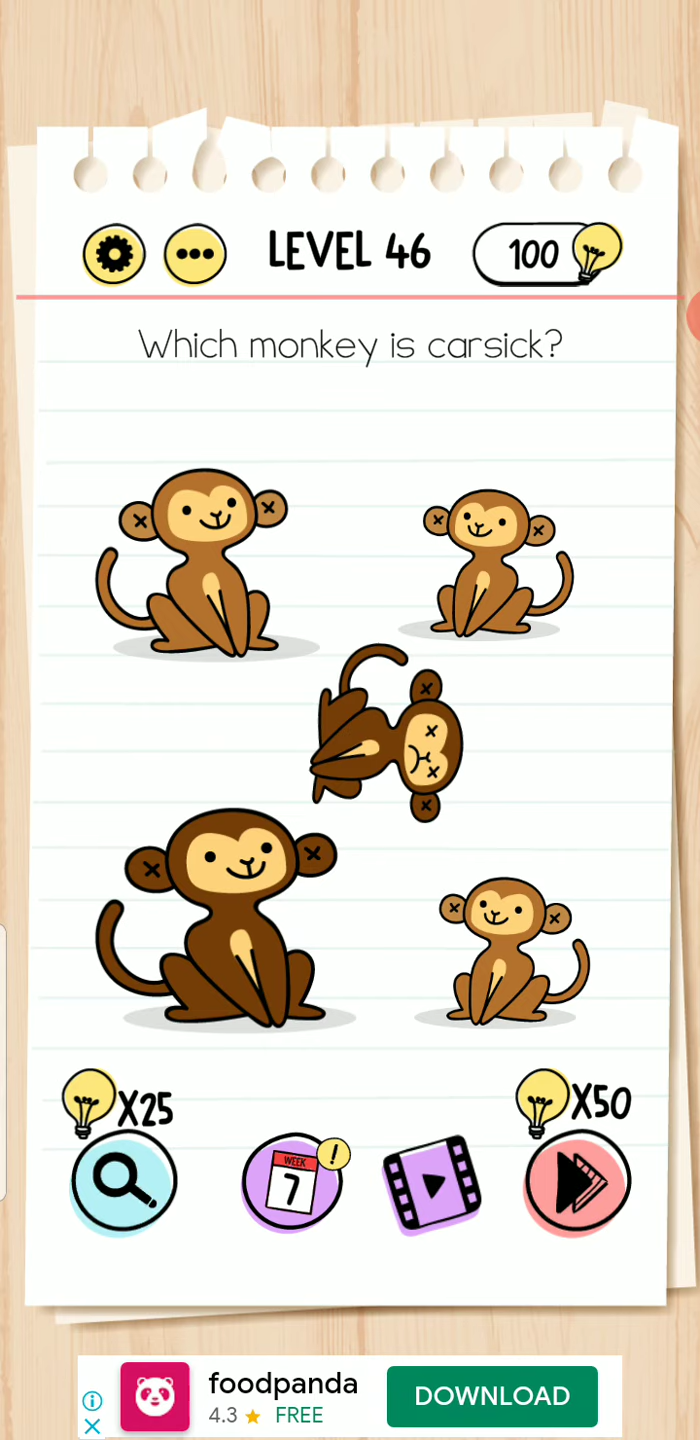 LEVEL 46
100
Which monkey is carsick?
X25
X50
WEEK
7
!
foodpanda
4.3 ★ FREE
DOWNLOAD